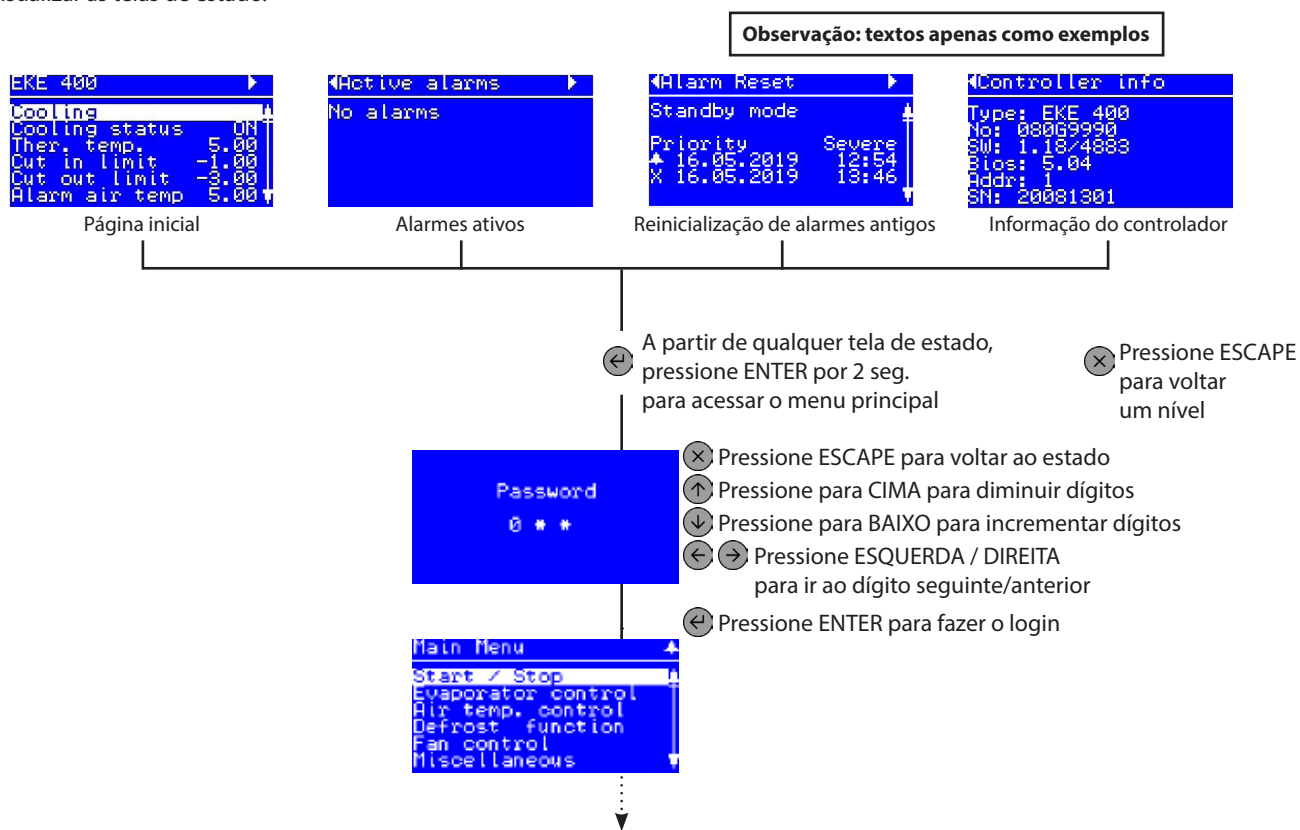 Observação: textos apenas como exemplos
EKE 400
Cooling
Cooling status ON
Ther. temp. 5.00
Cut in limit -1.00
Cut out limit -3.00
Alarm air temp 5.00
Página inicial
Active alarms
No alarms
Alarmes ativos
Alarm Reset
Standby mode
Priority Severe
16.05.2019 12:54
X 16.05.2019 13:46
Reinicialização de alarmes antigos
Controller info
Type: EKE 400
No: 080G9990
SW: 1.18/4883
Bios: 5.04
Addr: 1
SN: 20081301
Informação do controlador
A partir de qualquer tela de estado,
pressione ENTER por 2 seg.
para acessar o menu principal
Pressione ESCAPE
para voltar
um nível
Password
0 * *
Pressione ESCAPE para voltar ao estado
Pressione para CIMA para diminuir dígitos
Pressione para BAIXO para incrementar dígitos
Pressione ESQUERDA / DIREITA
para ir ao dígito seguinte/anterior
Pressione ENTER para fazer o login
Main Menu
Start / Stop
Evaporator control
Air temp. control
Defrost function
Fan control
Miscellaneous